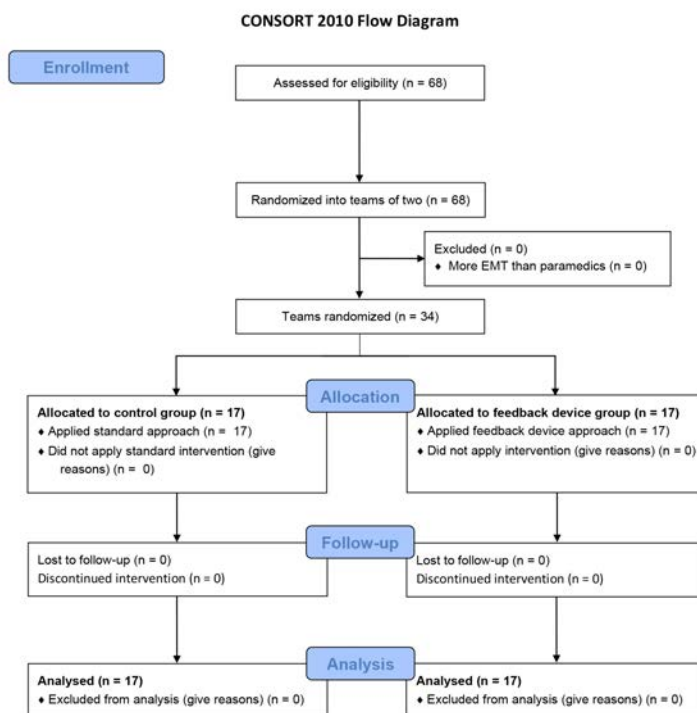 CONSORT 2010 Flow Diagram
Enrollment
Assessed for eligibility (n = 68)
Randomized into teams of two (n = 68)
Excluded (n = 0)
♦ More EMT than paramedics (n = 0)
Teams randomized (n = 34)
Allocation
Allocated to control group (n = 17)
♦ Applied standard approach (n = 17)
♦ Did not apply standard intervention (give
reasons) (n = 0)
Allocated to feedback device group (n = 17)
♦ Applied feedback device approach (n = 17)
♦ Did not apply intervention (give reasons) (n = 0)
Follow-up
Lost to follow-up (n = 0)
Discontinued intervention (n = 0)
Lost to follow-up (n = 0)
Discontinued intervention (n = 0)
Analysis
Analysed (n = 17)
♦ Excluded from analysis (give reasons) (n = 0)
Analysed (n = 17)
♦ Excluded from analysis (give reasons) (n = 0)